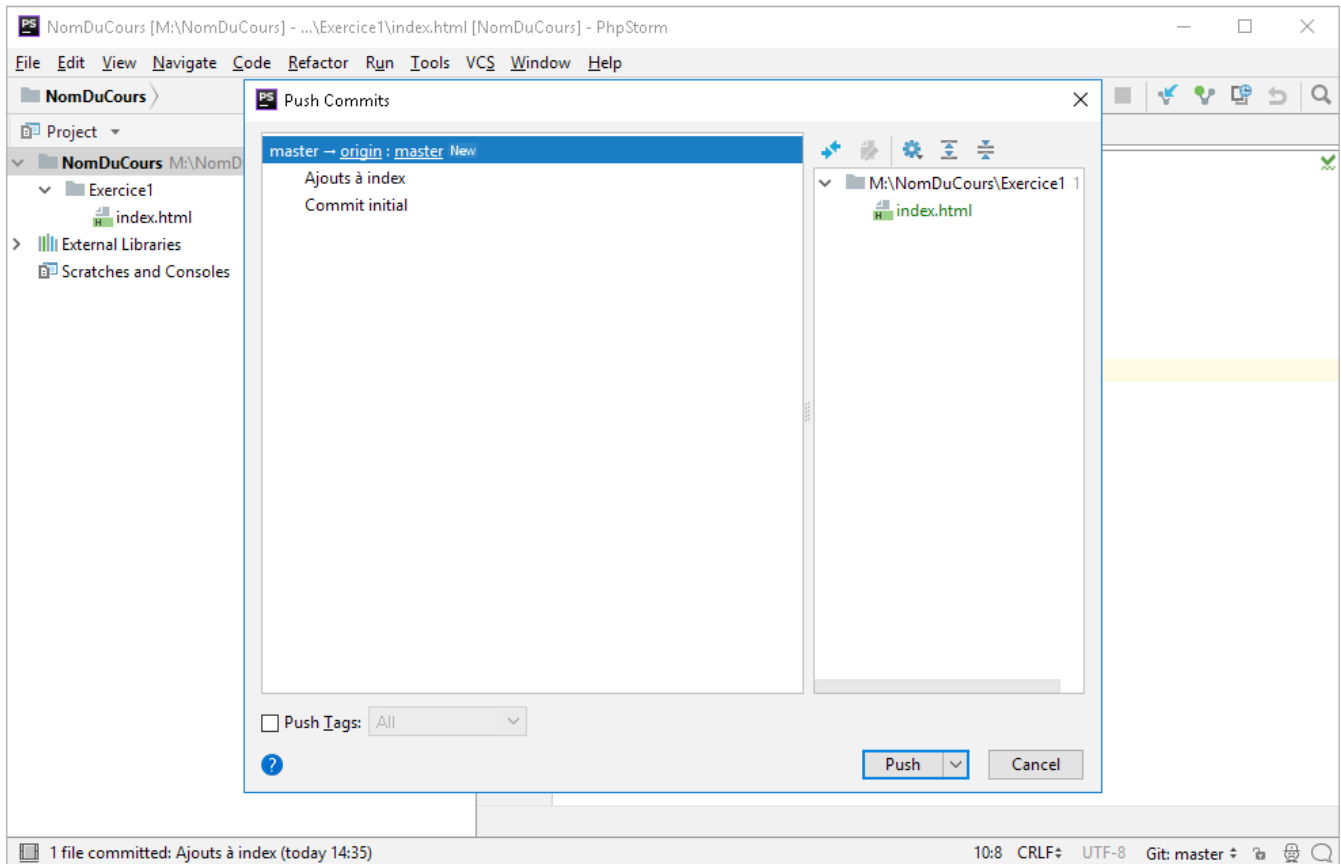 PS NomDuCours [M:\NomDuCours] - ...\Exercice1\index.html [NomDuCours] - PhpStorm
File Edit View Navigate Code Refactor Run Tools VCS Window Help
NomDuCours
PS Push Commits
Project
NomDuCours M:\NomD
Exercice1
index.html
External Libraries
Scratches and Consoles
master → origin : master New
Ajouts à index
Commit initial
M:\NomDuCours\Exercice1 1
H index.html
Push Tags: All
?
Push Cancel
1 file committed: Ajouts à index (today 14:35) 10:8 CRLF UTF-8 Git: master